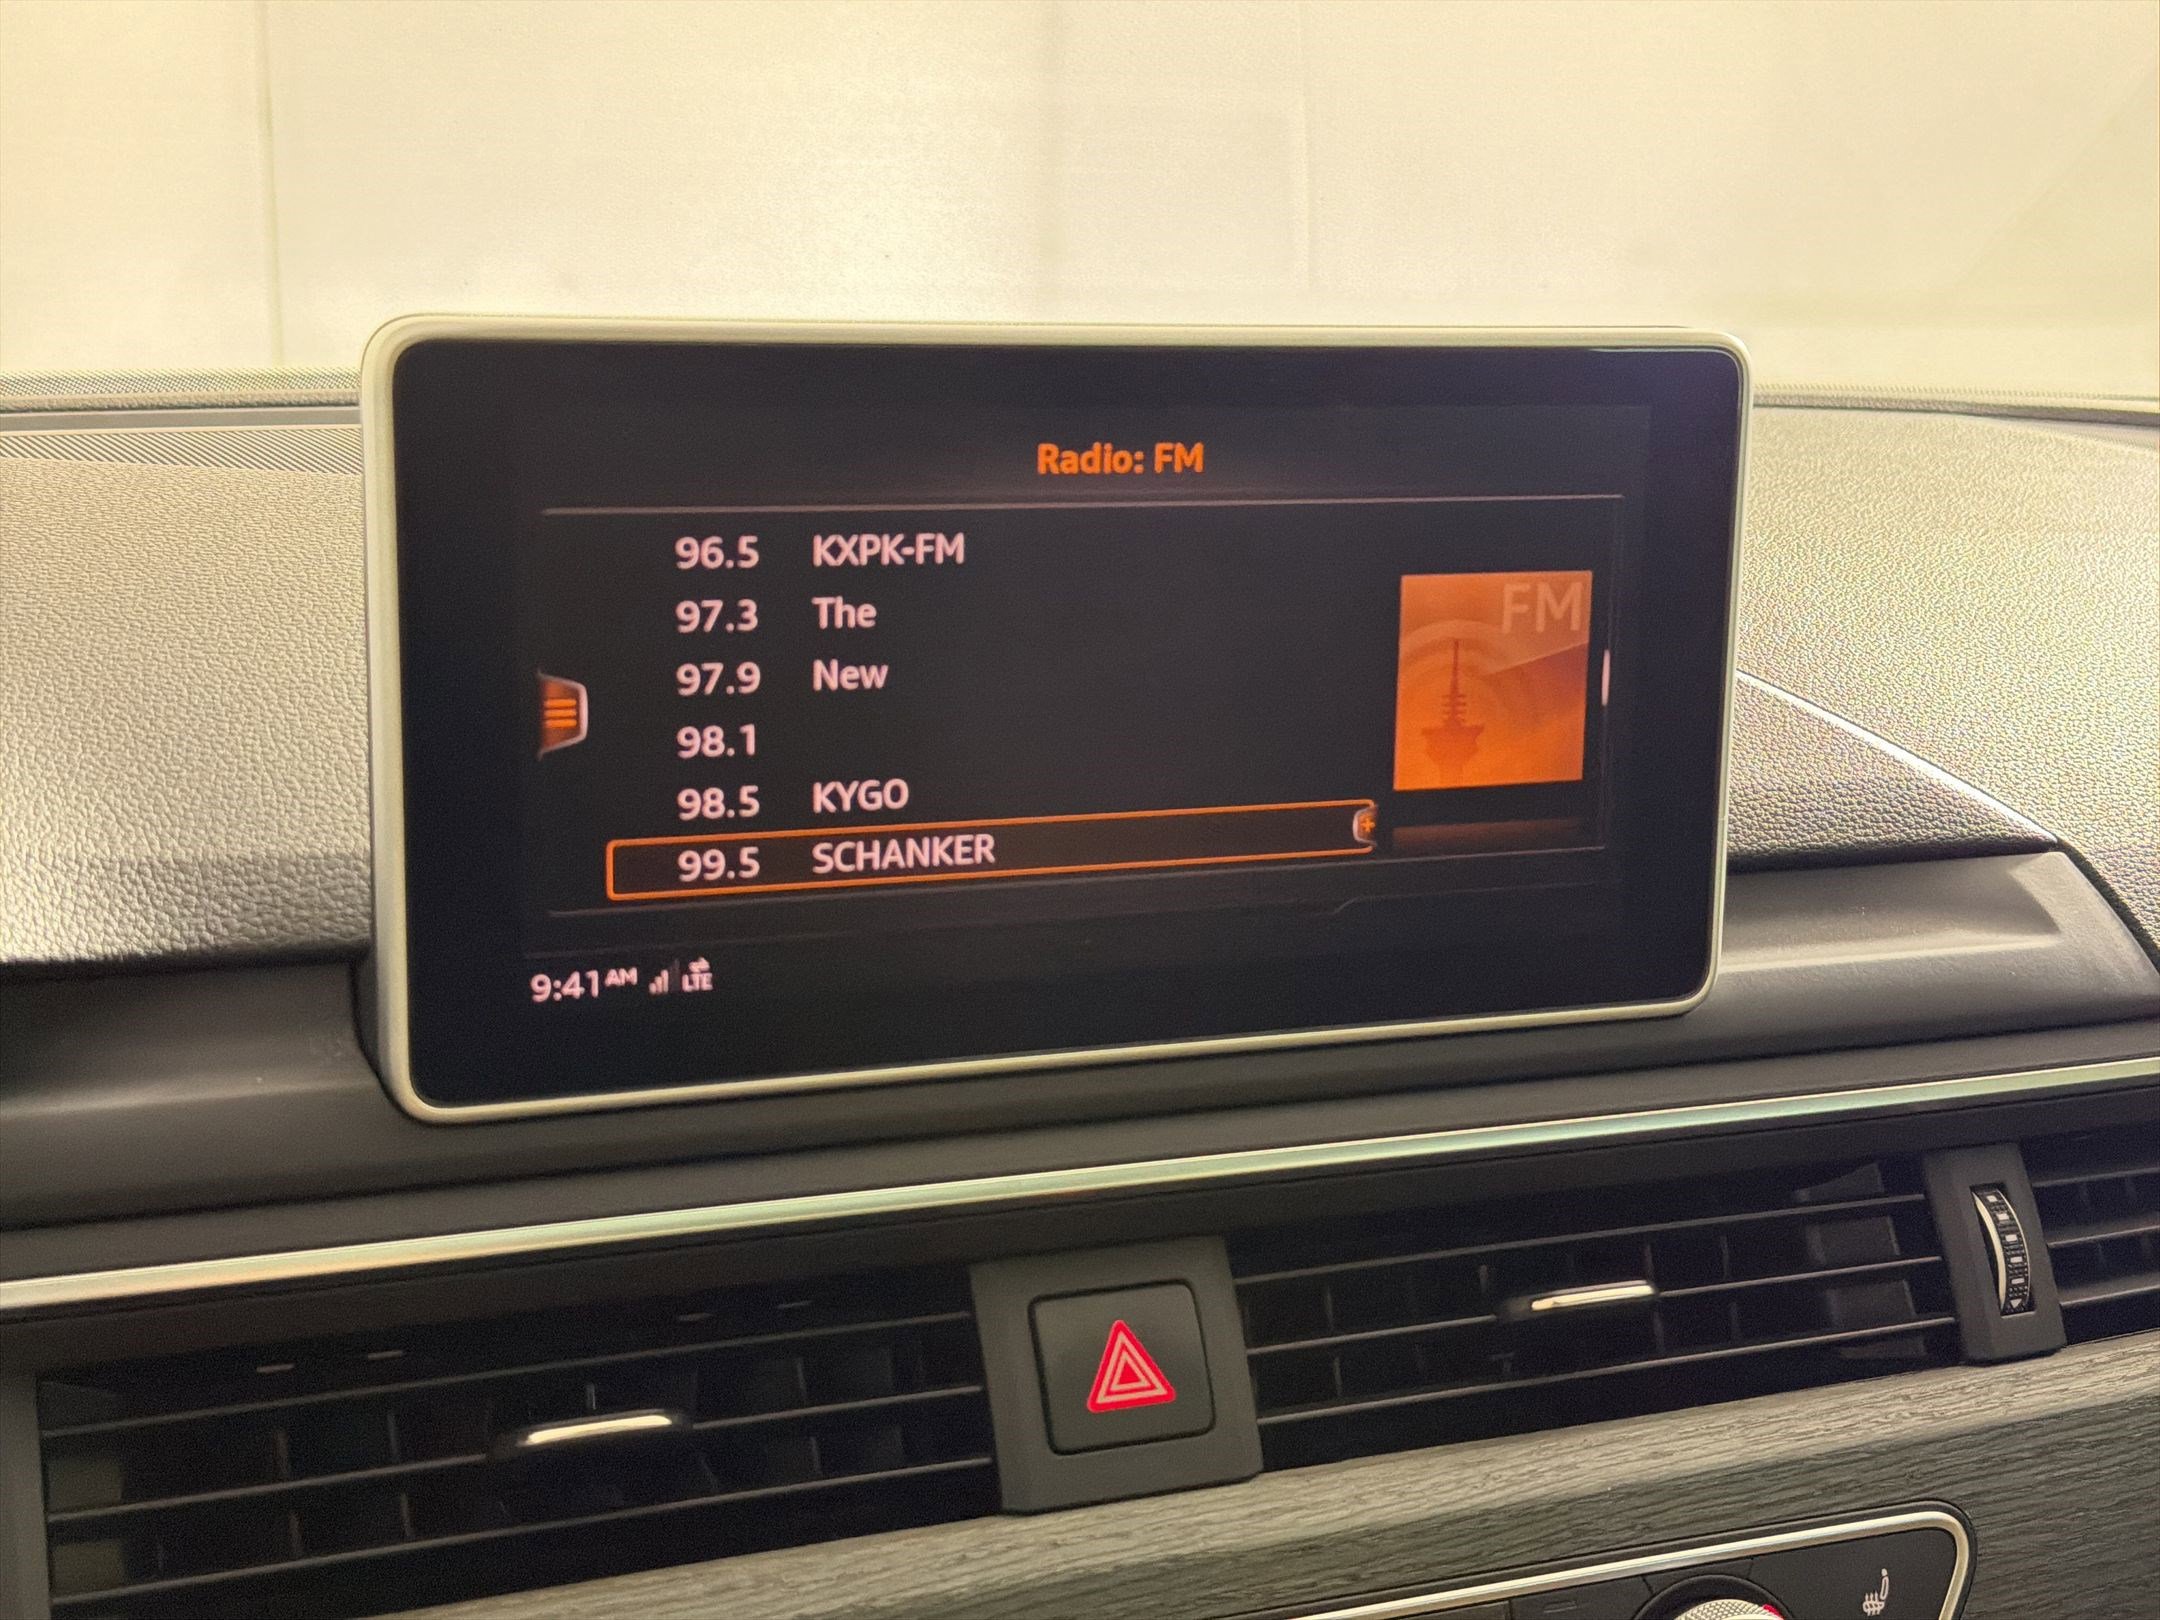 Radio: FM
96.5 KXPK-FM
97.3 The
97.9 New
98.1
98.5 KYGO
99.5 SCHANKER
FM
9:41 AM LTE